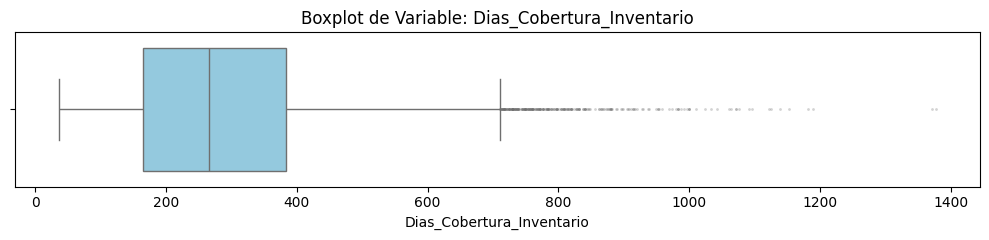 Boxplot de Variable: Dias_Cobertura_Inventario
0 200 400 600 800 1000 1200 1400
Dias_Cobertura_Inventario